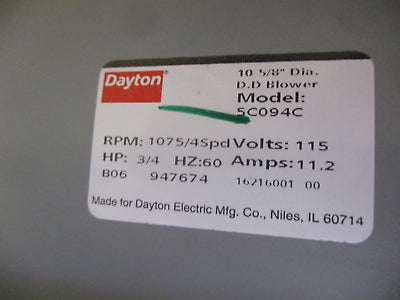 Dayton
10 5/8" Dia.
D.D Blower
Model:
5C094C
RPM: 1075/4Spd Volts: 115
HP: 3/4 HZ:60 Amps: 11.2
B06 947674 16216001 00
Made for Dayton Electric Mfg. Co., Niles, IL 60714